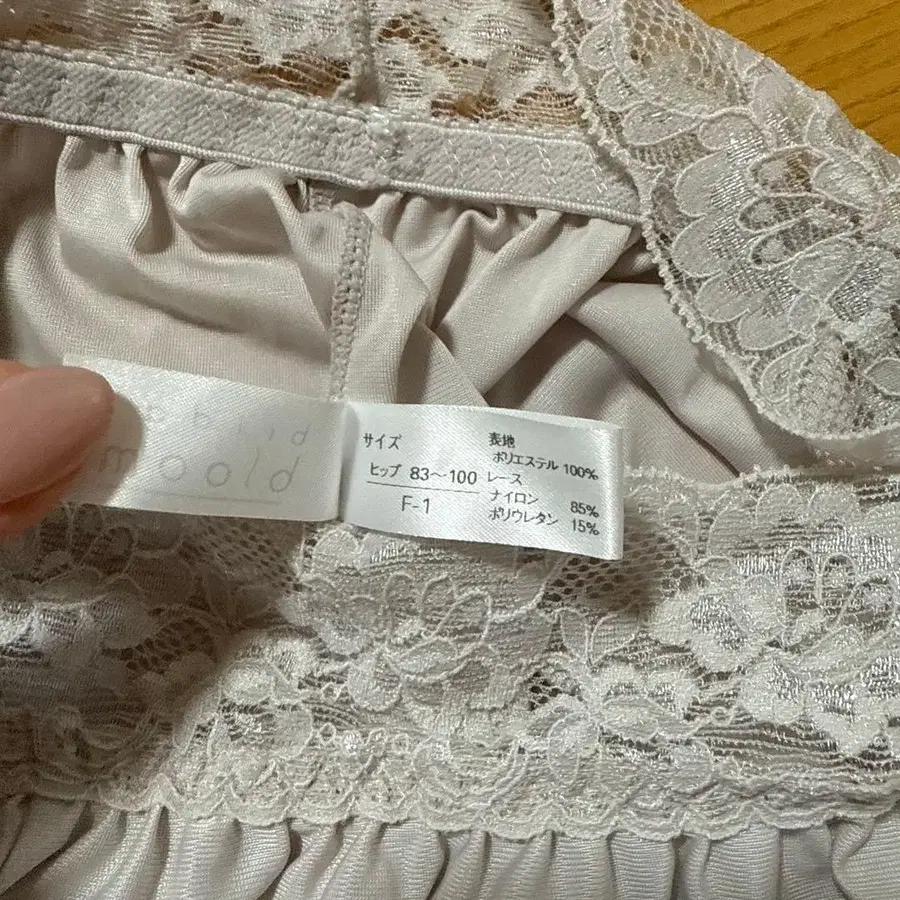 moold
サイズ
ヒップ 83～100
F-1
表地
ポリエステル 100%
レース
ナイロン 85%
ポリウレタン 15%